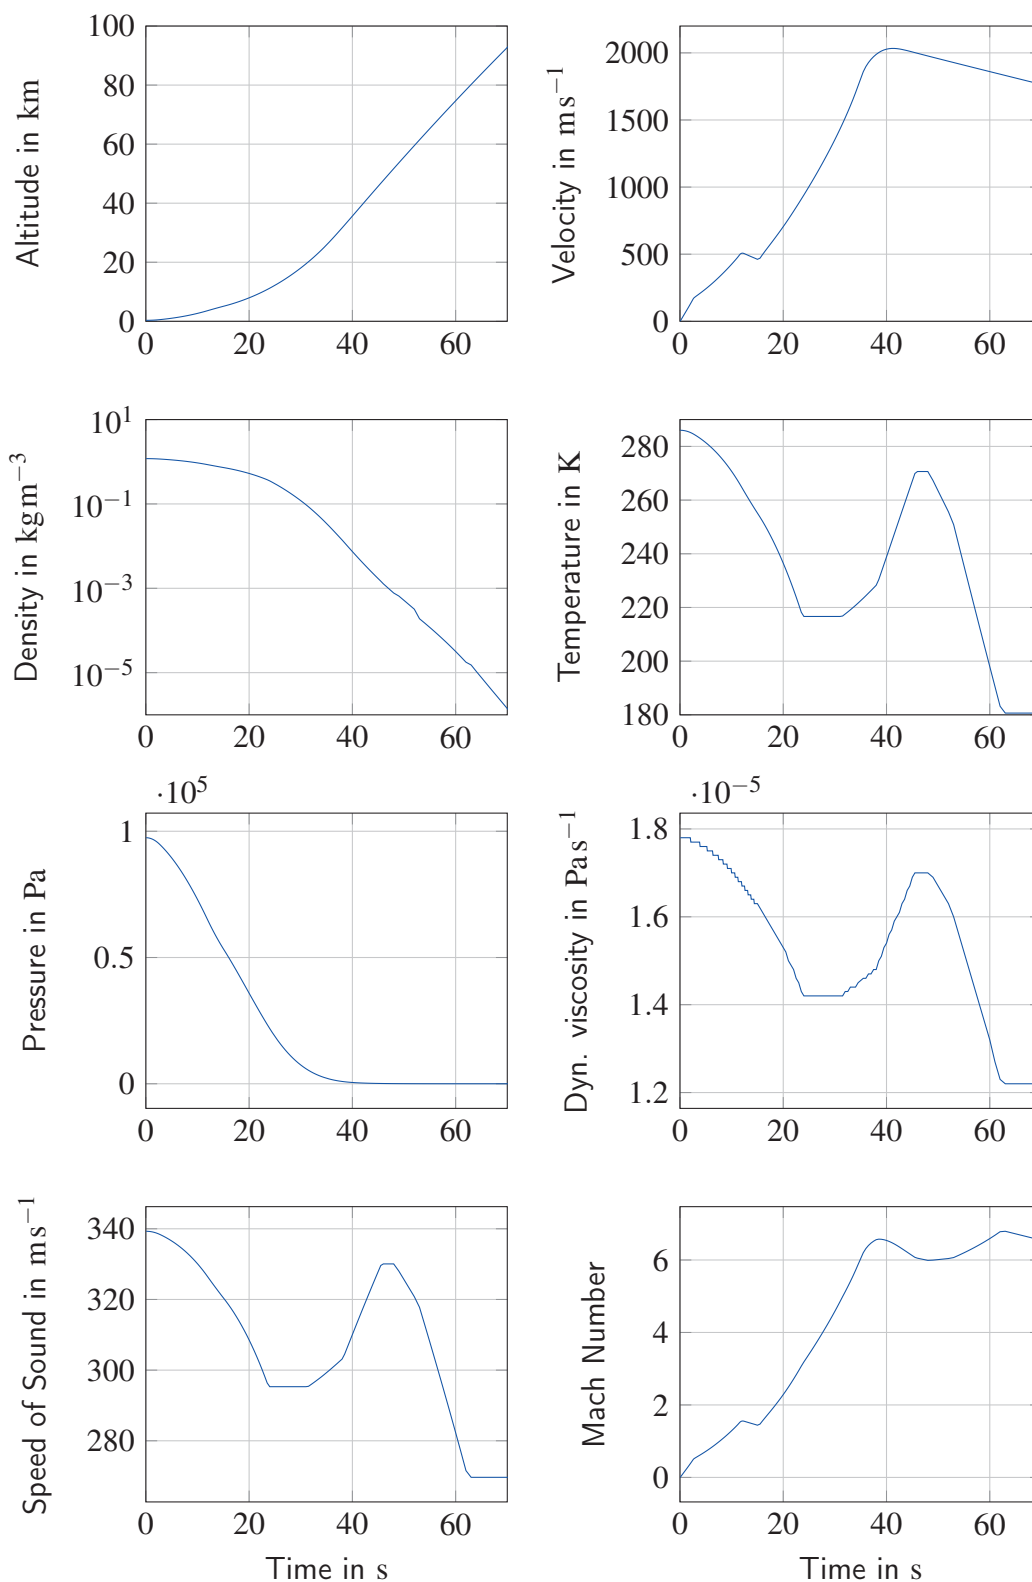 100
80
60
40
20
0
0 20 40 60
Altitude in km
2000
1500
1000
500
0
0 20 40 60
Velocity in ms−1
10^1
10^−1
10^−3
10^−5
0 20 40 60
Density in kgm^−3
280
260
240
220
200
180
0 20 40 60
Temperature in K
·10^5
1
0.5
0
0 20 40 60
Pressure in Pa
·10^−5
1.8
1.6
1.4
1.2
0 20 40 60
Dyn. viscosity in Pas^−1
340
320
300
280
0 20 40 60
Speed of Sound in ms^−1
Time in s
6
4
2
0
0 20 40 60
Mach Number
Time in s